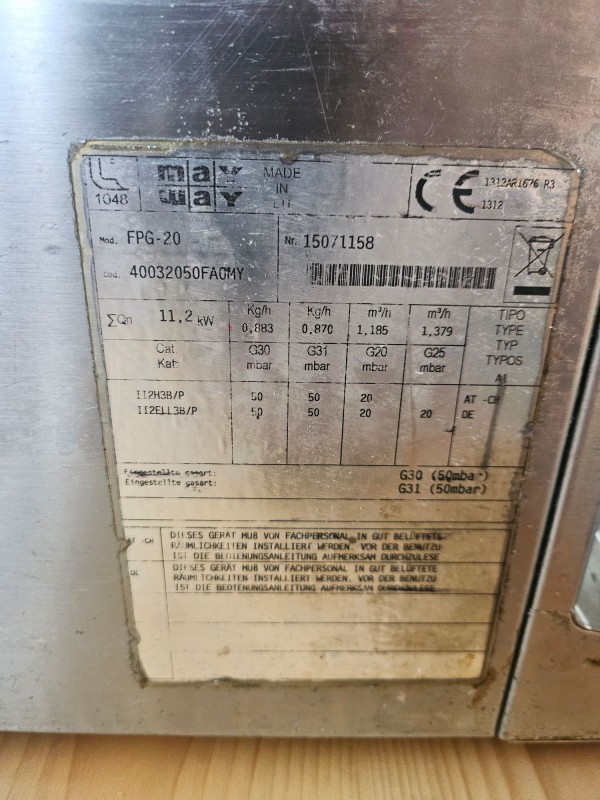 1048
may
way
MADE
IN
EU
CE
1312AR1676 R3
1312
Mod. FPG-20
Nr. 15071158
Cod. 40032050FAOMY
ΣQn 11,2 kW
Kg/h Kg/h m³/h m³/h TIPO
0,883 0,870 1,185 1,379 TYPE
Cat. G30 G31 G20 G25 TYP
Kat. mbar mbar mbar mbar TYPOS
A1
II2H3B/P 50 50 20 AT -CH
II2ELL3B/P 50 50 20 20 DE
Eingestellte gasart: G30 (50mbar)
Eingestellte gasart: G31 (50mbar)
AT -CH DIESES GERÄT MUß VON FACHPERSONAL IN GUT BELÜFTETE
RÄUMLICHKEITEN INSTALLIERT WERDEN. VOR DER BENUTZU
IST DIE BEDIENUNGSANLEITUNG AUFMERKSAM DURCHZULESE
DIESES GERÄT MUß VON FACHPERSONAL IN GUT BELÜFTETE
RÄUMLICHKEITEN INSTALLIERT WERDEN. VOR DER BENUTZU
IST DIE BEDIENUNGSANLEITUNG AUFMERKSAM DURCHZULESE